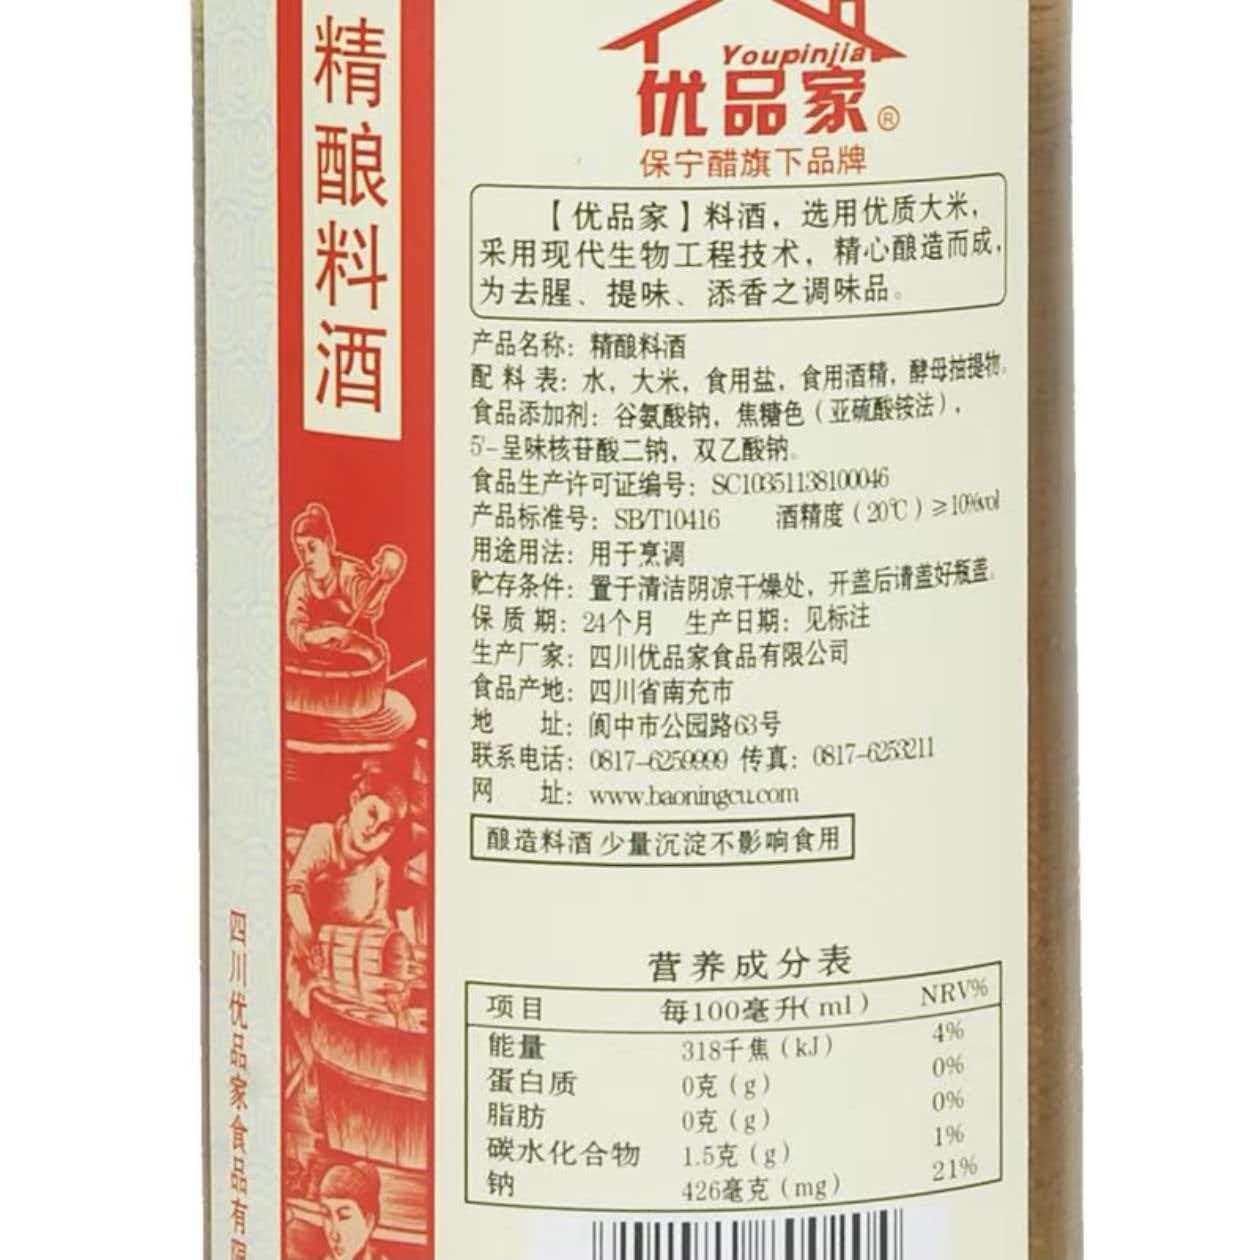 精酿料酒
Youpinjia
优品家®
保宁醋旗下品牌
【优品家】料酒，选用优质大米，
采用现代生物工程技术，精心酿造而成，
为去腥、提味、添香之调味品。
产品名称：精酿料酒
配 料 表：水，大米，食用盐，食用酒精，酵母抽提物。
食品添加剂：谷氨酸钠，焦糖色（亚硫酸铵法），
5'-呈味核苷酸二钠，双乙酸钠。
食品生产许可证编号：SC10351138100046
产品标准号：SB/T10416 酒精度（20℃）≥10%vol
用途用法：用于烹调
贮存条件：置于清洁阴凉干燥处，开盖后请盖好瓶盖。
保 质 期：24个月 生产日期：见标注
生产厂家：四川优品家食品有限公司
食品产地：四川省南充市
地 址：阆中市公园路63号
联系电话：0817-6259999 传真：0817-6253211
网 址：www.baoningcu.com
酿造料酒 少量沉淀不影响食用
营养成分表
项目 每100毫升(ml) NRV%
能量 318千焦（kJ） 4%
蛋白质 0克（g） 0%
脂肪 0克（g） 0%
碳水化合物 1.5克（g） 1%
钠 426毫克（mg） 21%
四川优品家食品有限